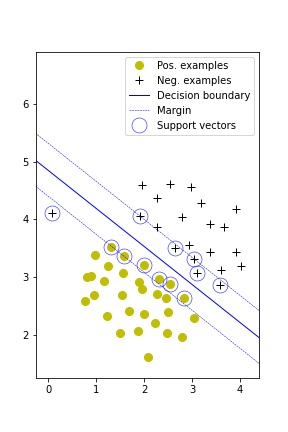 Pos. examples
Neg. examples
Decision boundary
Margin
Support vectors
6
5
4
3
2
0
1
2
3
4